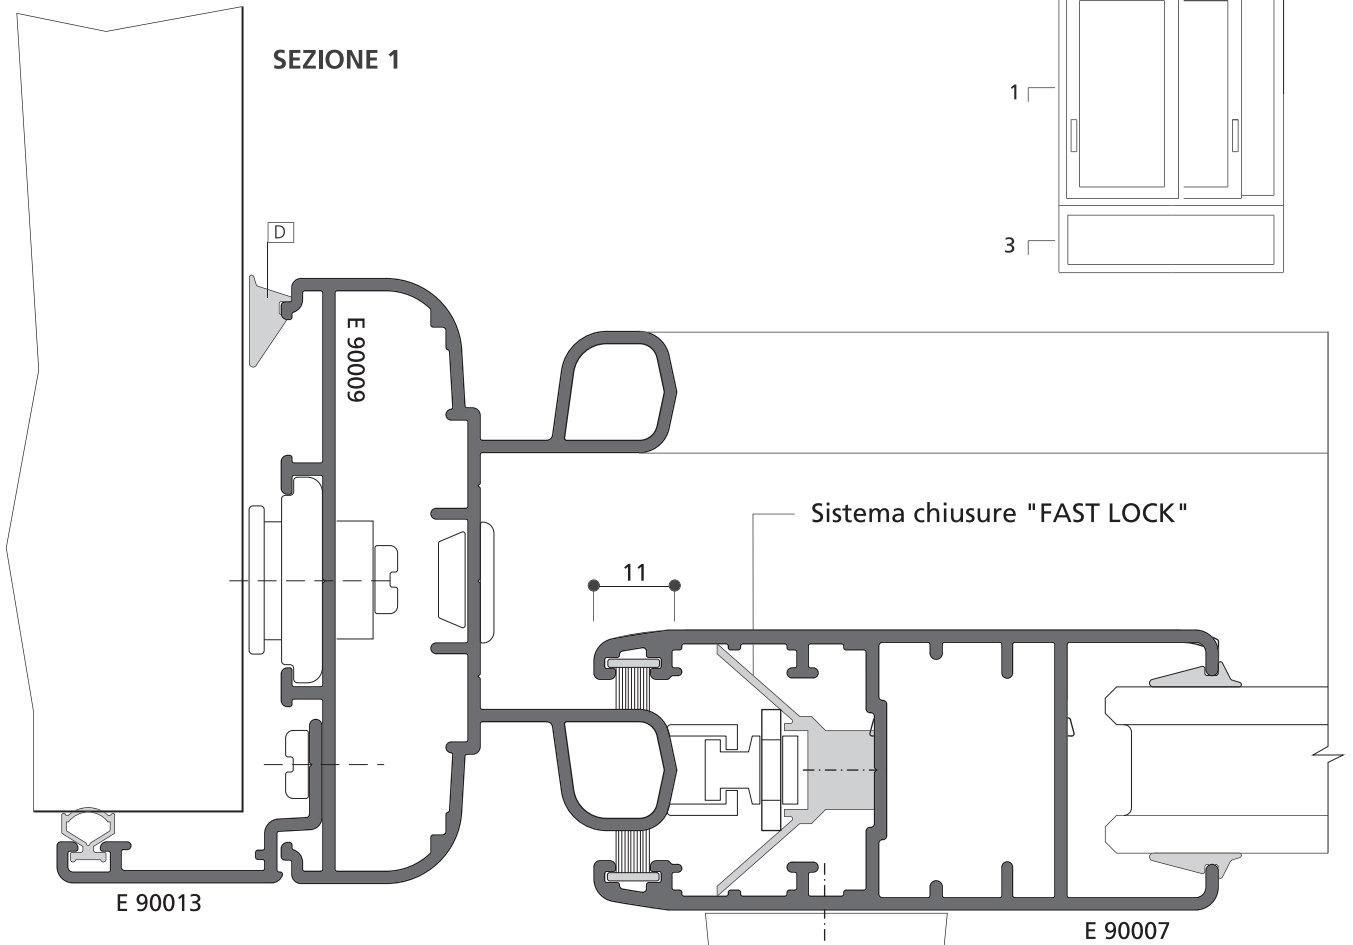 SEZIONE 1
1
D
3
E 90009
Sistema chiusure "FAST LOCK"
11
E 90013
E 90007